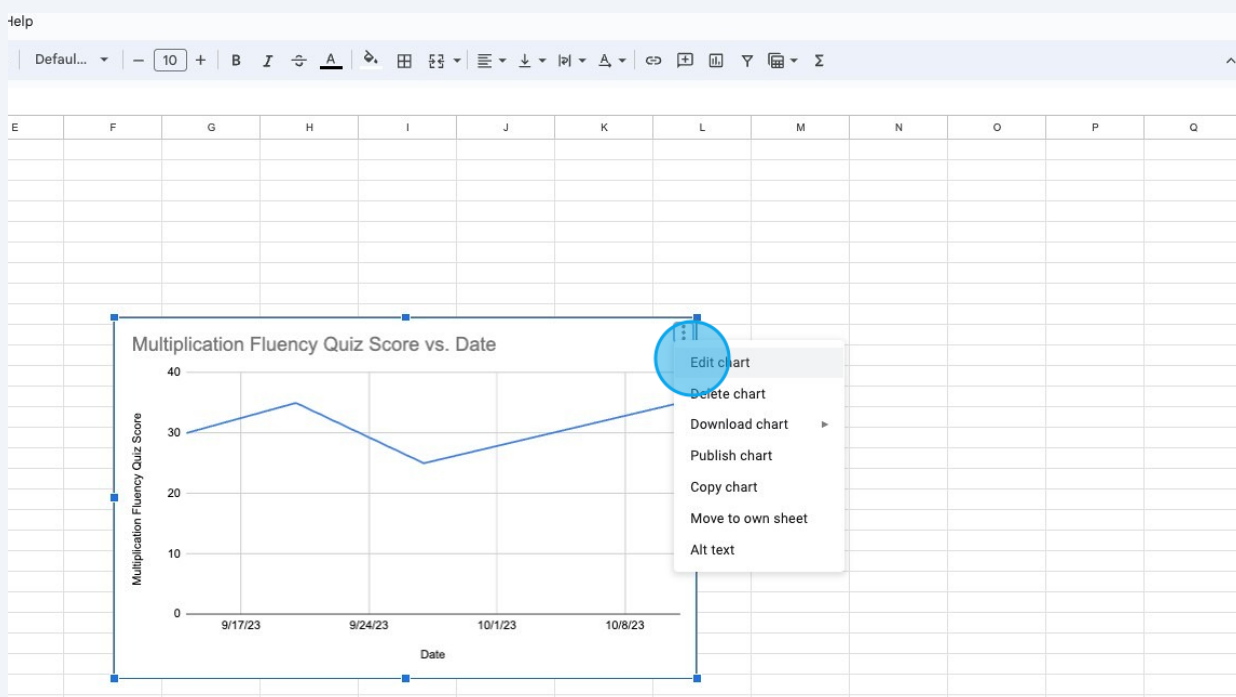 Help
Defaul...
10
B I A A Σ
E F G H I J K L M N O P Q
Multiplication Fluency Quiz Score vs. Date
Multiplication Fluency Quiz Score
40
30
20
10
0
9/17/23 9/24/23 10/1/23 10/8/23
Date
Edit chart
Delete chart
Download chart
Publish chart
Copy chart
Move to own sheet
Alt text